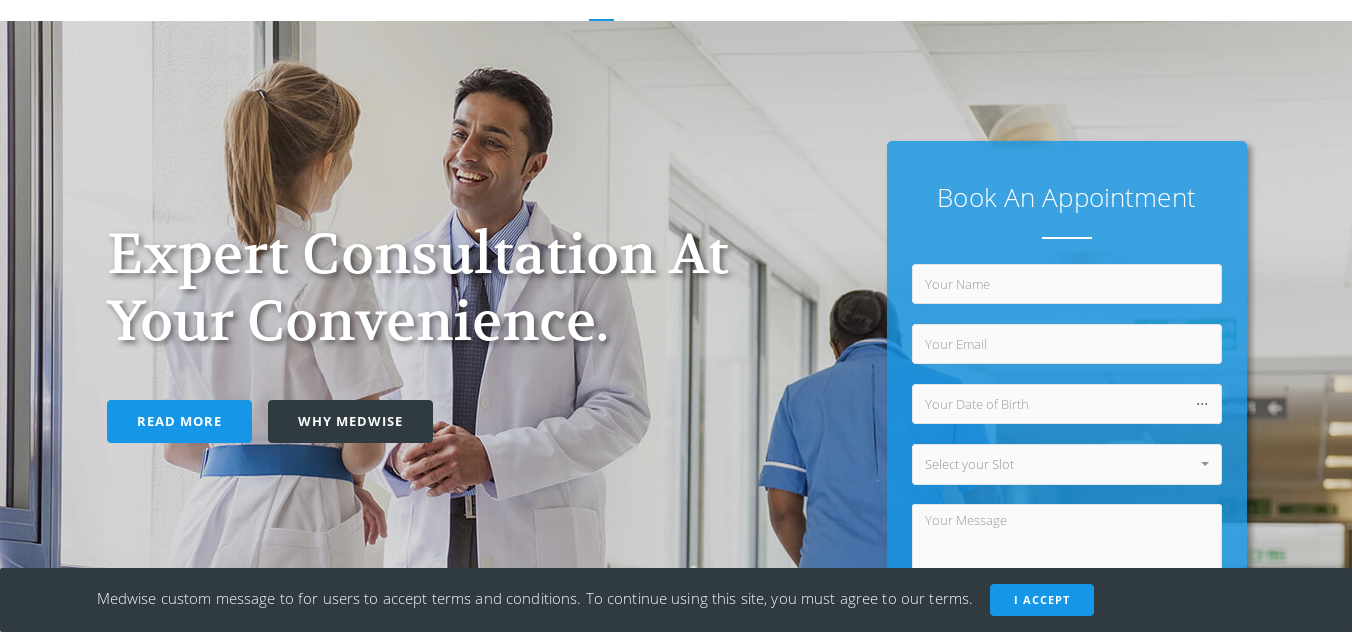 Expert Consultation At
Your Convenience.
READ MORE
WHY MEDWISE
Book An Appointment
Your Name
Your Email
Your Date of Birth
Select your Slot
Your Message
Medwise custom message to for users to accept terms and conditions. To continue using this site, you must agree to our terms.
I ACCEPT